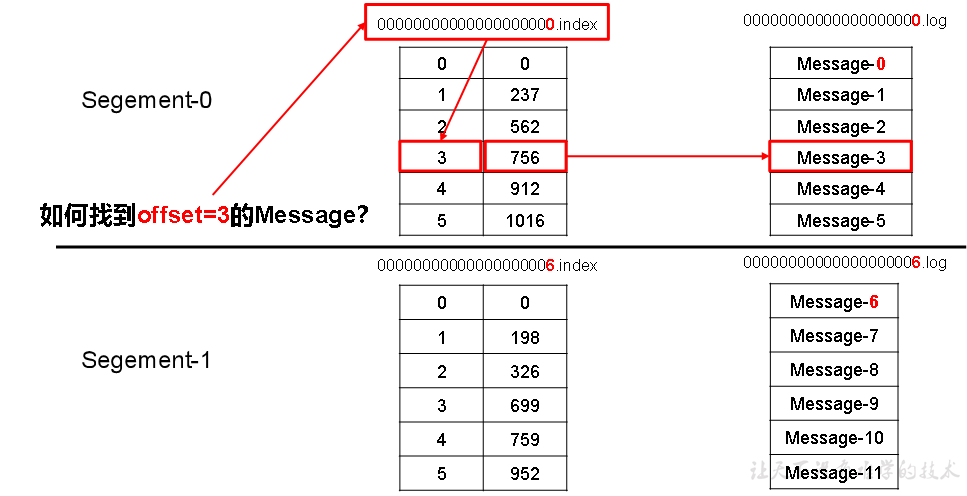 00000000000000000000.index
00000000000000000000.log
Segement-0
0 0
1 237
2 562
3 756
4 912
5 1016
Message-0
Message-1
Message-2
Message-3
Message-4
Message-5
如何找到offset=3的Message?
00000000000000000006.index
00000000000000000006.log
Segement-1
0 0
1 198
2 326
3 699
4 759
5 952
Message-6
Message-7
Message-8
Message-9
Message-10
Message-11
学的技术